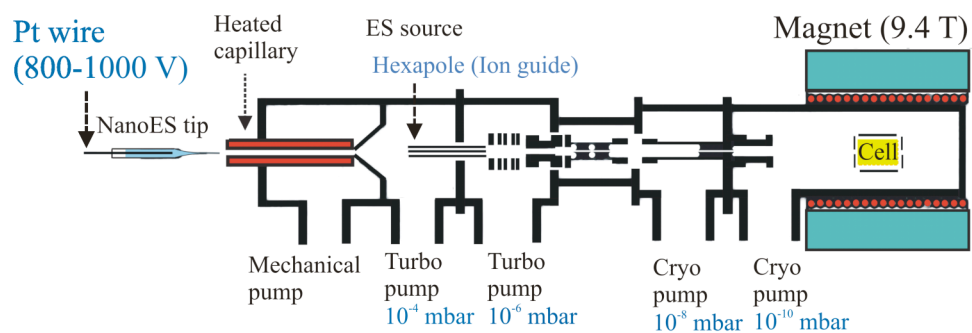 Pt wire
(800-1000 V)
Heated
capillary
ES source
Hexapole (Ion guide)
Magnet (9.4 T)
NanoES tip
Cell
Mechanical
pump
Turbo
pump
10⁻⁴ mbar
Turbo
pump
10⁻⁶ mbar
Cryo
pump
10⁻⁸ mbar
Cryo
pump
10⁻¹⁰ mbar